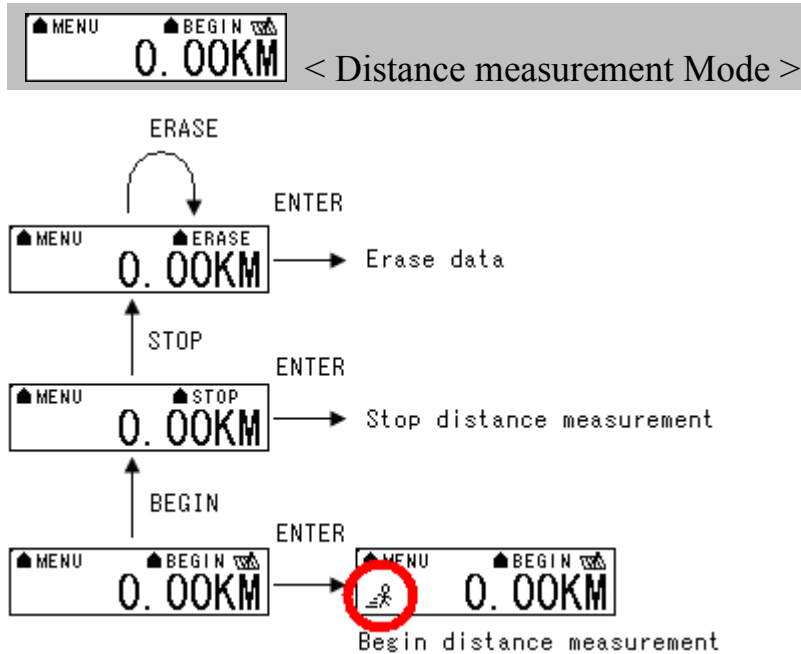 MENU BEGIN
0.00KM < Distance measurement Mode >
ERASE
ENTER
MENU ERASE
0.00KM Erase data
STOP
ENTER
MENU STOP
0.00KM Stop distance measurement
BEGIN
ENTER
MENU BEGIN MENU BEGIN
0.00KM 0.00KM
Begin distance measurement